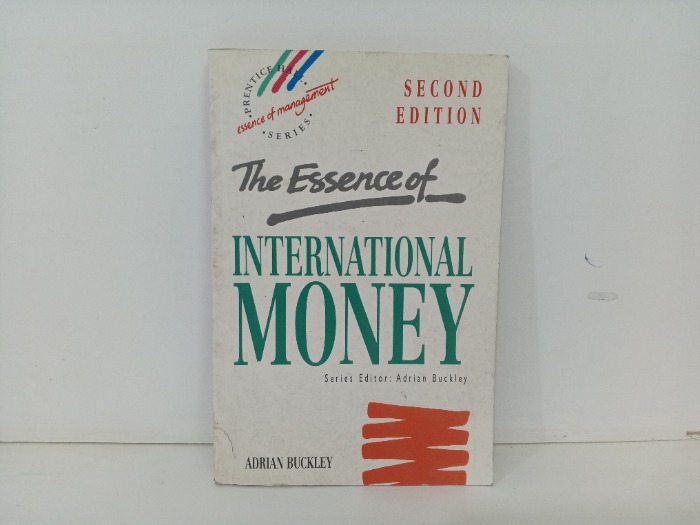 PRENTICE HALL
essence of management
SERIES
SECOND
EDITION
The Essence of
INTERNATIONAL
MONEY
Series Editor: Adrian Buckley
ADRIAN BUCKLEY